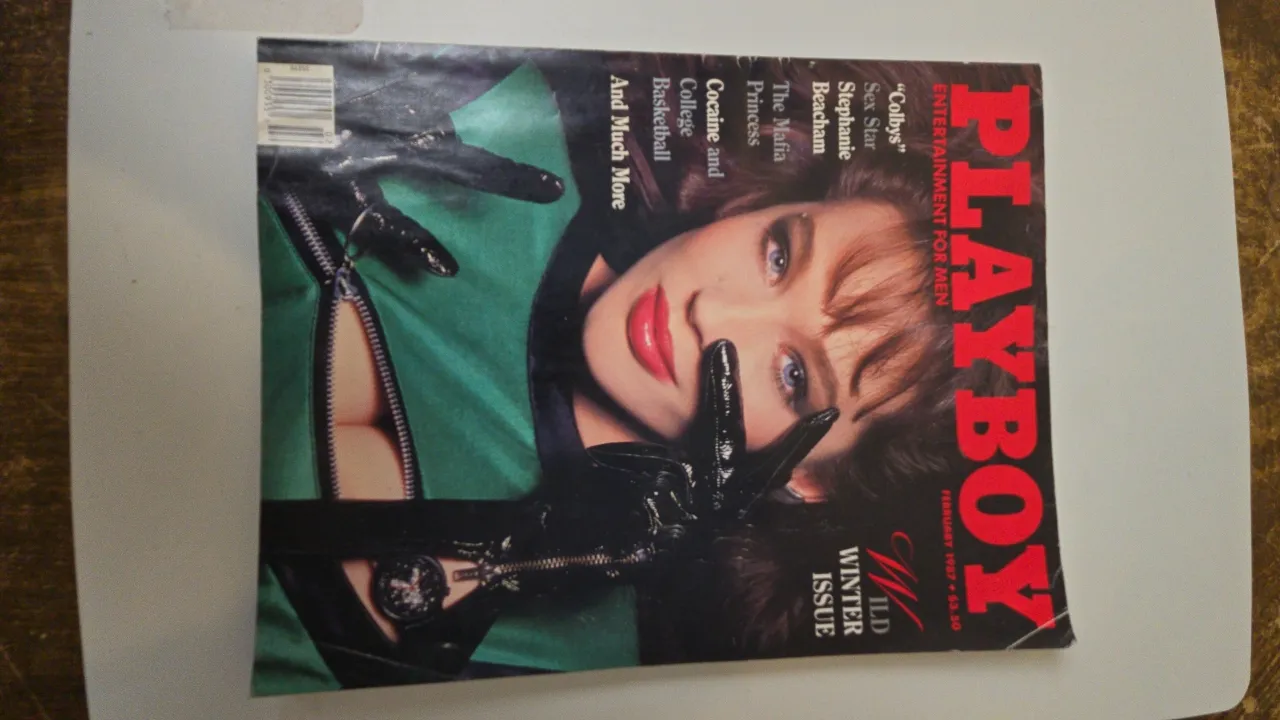 PLAYBOY
ENTERTAINMENT FOR MEN
FEBRUARY 1987 • $3.50
"Colbys"
Sex Star
Stephanie
Beacham
The Mafia
Princess
Cocaine and
College
Basketball
And Much More
WILD
WINTER
ISSUE